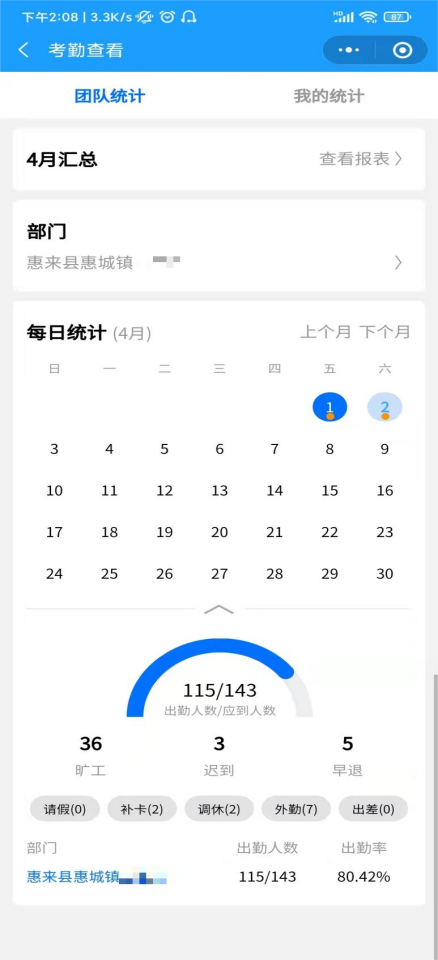 下午2:08 | 3.3K/s
HD
87
考勤查看
团队统计 我的统计
4月汇总 查看报表
部门
惠来县惠城镇
每日统计 (4月) 上个月 下个月
日 一 二 三 四 五 六
1 2
3 4 5 6 7 8 9
10 11 12 13 14 15 16
17 18 19 20 21 22 23
24 25 26 27 28 29 30
115/143
出勤人数/应到人数
36 3 5
旷工 迟到 早退
请假(0) 补卡(2) 调休(2) 外勤(7) 出差(0)
部门 出勤人数 出勤率
惠来县惠城镇 115/143 80.42%